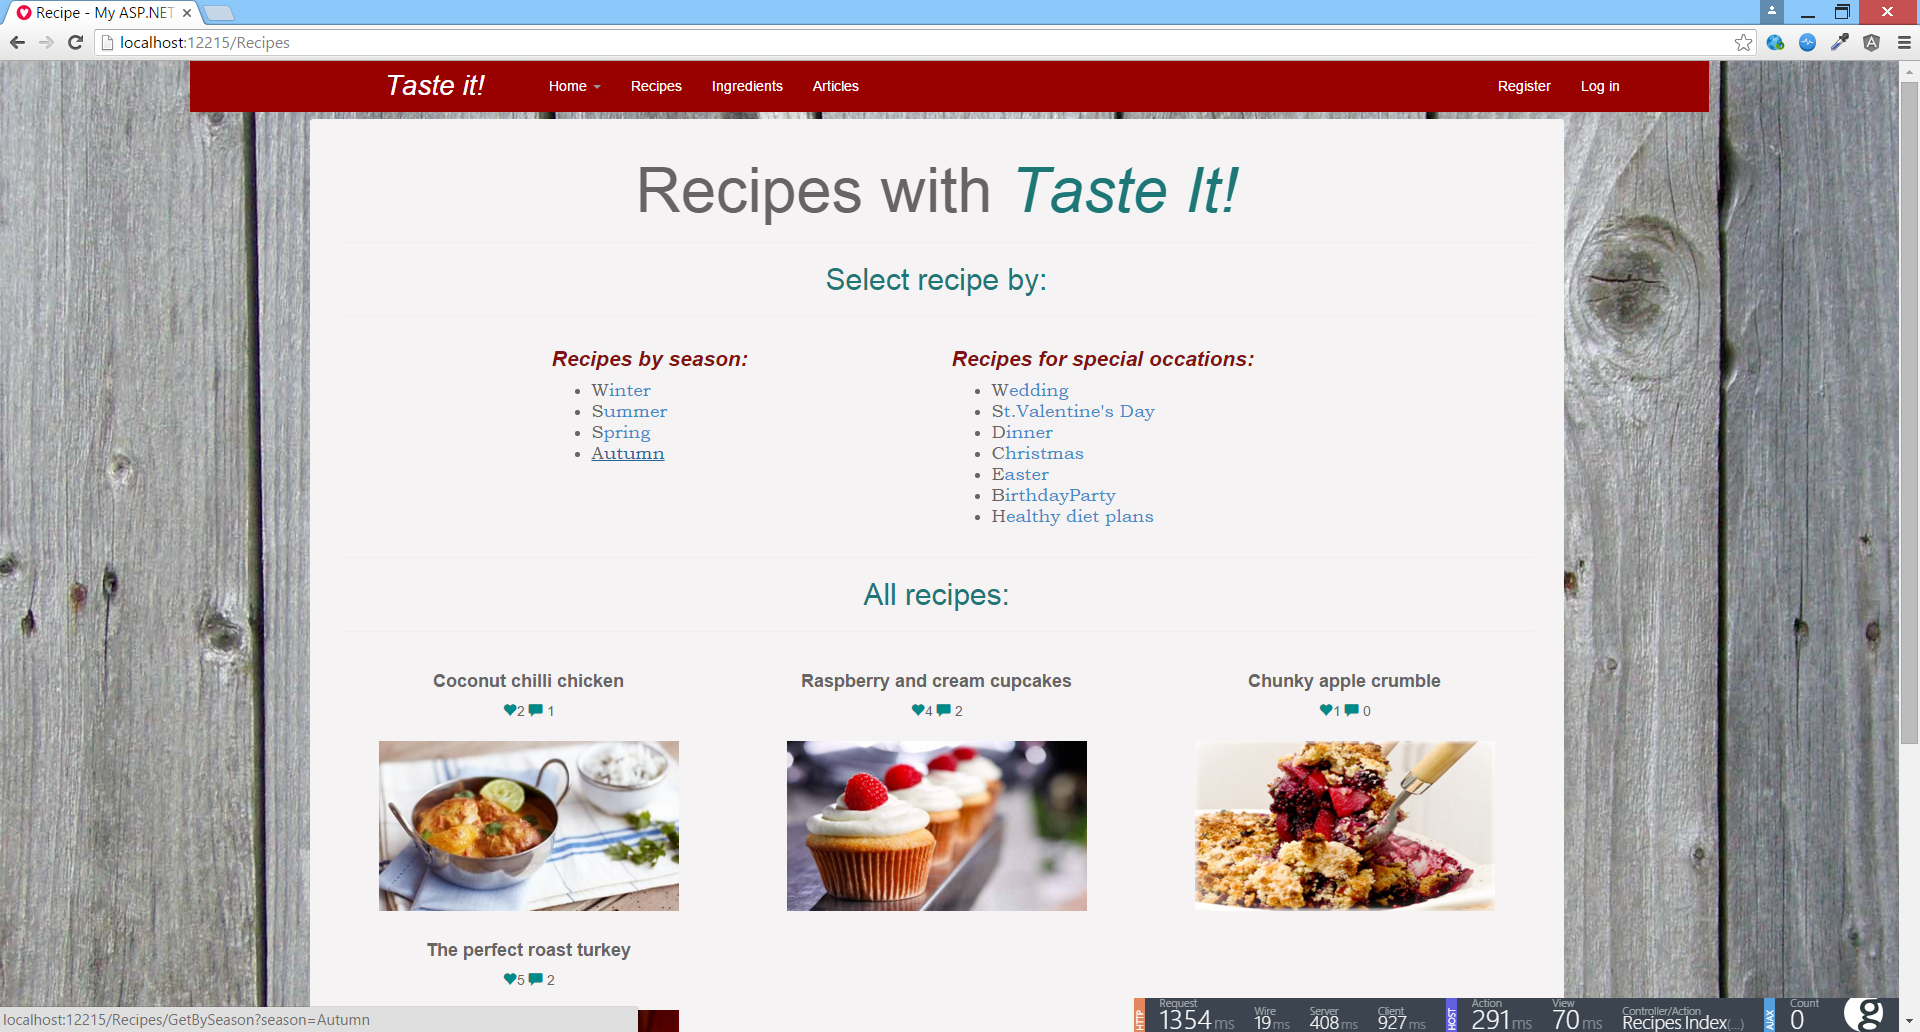 Recipe - My ASP.NET
localhost:12215/Recipes
Taste it! Home Recipes Ingredients Articles Register Log in
Recipes with Taste It!
Select recipe by:
Recipes by season:
Winter
Summer
Spring
Autumn
Recipes for special occations:
Wedding
St.Valentine's Day
Dinner
Christmas
Easter
BirthdayParty
Healthy diet plans
All recipes:
Coconut chilli chicken
2 1
Raspberry and cream cupcakes
4 2
Chunky apple crumble
1 0
The perfect roast turkey
5 2
localhost:12215/Recipes/GetBySeason?season=Autumn
HTTP
Request
1354 ms
Wire
19 ms
Server
408 ms
Client
927 ms
HOST
Action
291 ms
View
70 ms
Controller/Action
Recipes.Index(...)
AJAX
Count
0
g